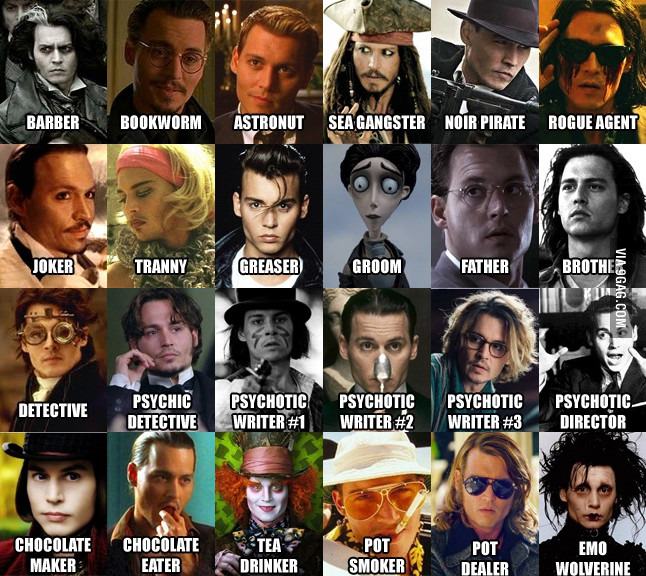 BARBER
BOOKWORM
ASTRONUT
SEA GANGSTER
NOIR PIRATE
ROGUE AGENT
JOKER
TRANNY
GREASER
GROOM
FATHER
BROTHER
VIA 9GAG.COM
DETECTIVE
PSYCHIC
DETECTIVE
PSYCHOTIC
WRITER #1
PSYCHOTIC
WRITER #2
PSYCHOTIC
WRITER #3
PSYCHOTIC
DIRECTOR
CHOCOLATE
MAKER
CHOCOLATE
EATER
TEA
DRINKER
POT
SMOKER
POT
DEALER
EMO
WOLVERINE